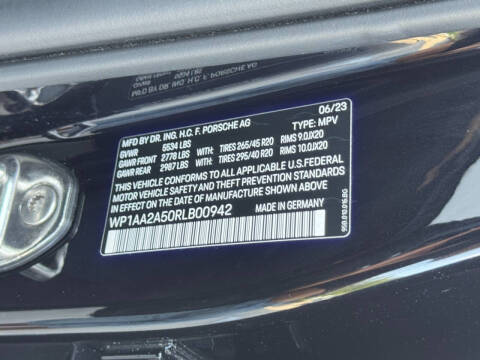 MFD BY DR. ING. H.C. F. PORSCHE AG 06/23
GVWR 5534 LBS TYPE: MPV
GAWR FRONT 2778 LBS WITH: TIRES 265/45 R20 RIMS 9.0JX20
GAWR REAR 2987 LBS WITH: TIRES 295/40 R20 RIMS 10.0JX20
THIS VEHICLE CONFORMS TO ALL APPLICABLE U.S.FEDERAL
MOTOR VEHICLE SAFETY AND THEFT PREVENTION STANDARDS
IN EFFECT ON THE DATE OF MANUFACTURE SHOWN ABOVE
WP1AA2A50RLB00942 MADE IN GERMANY